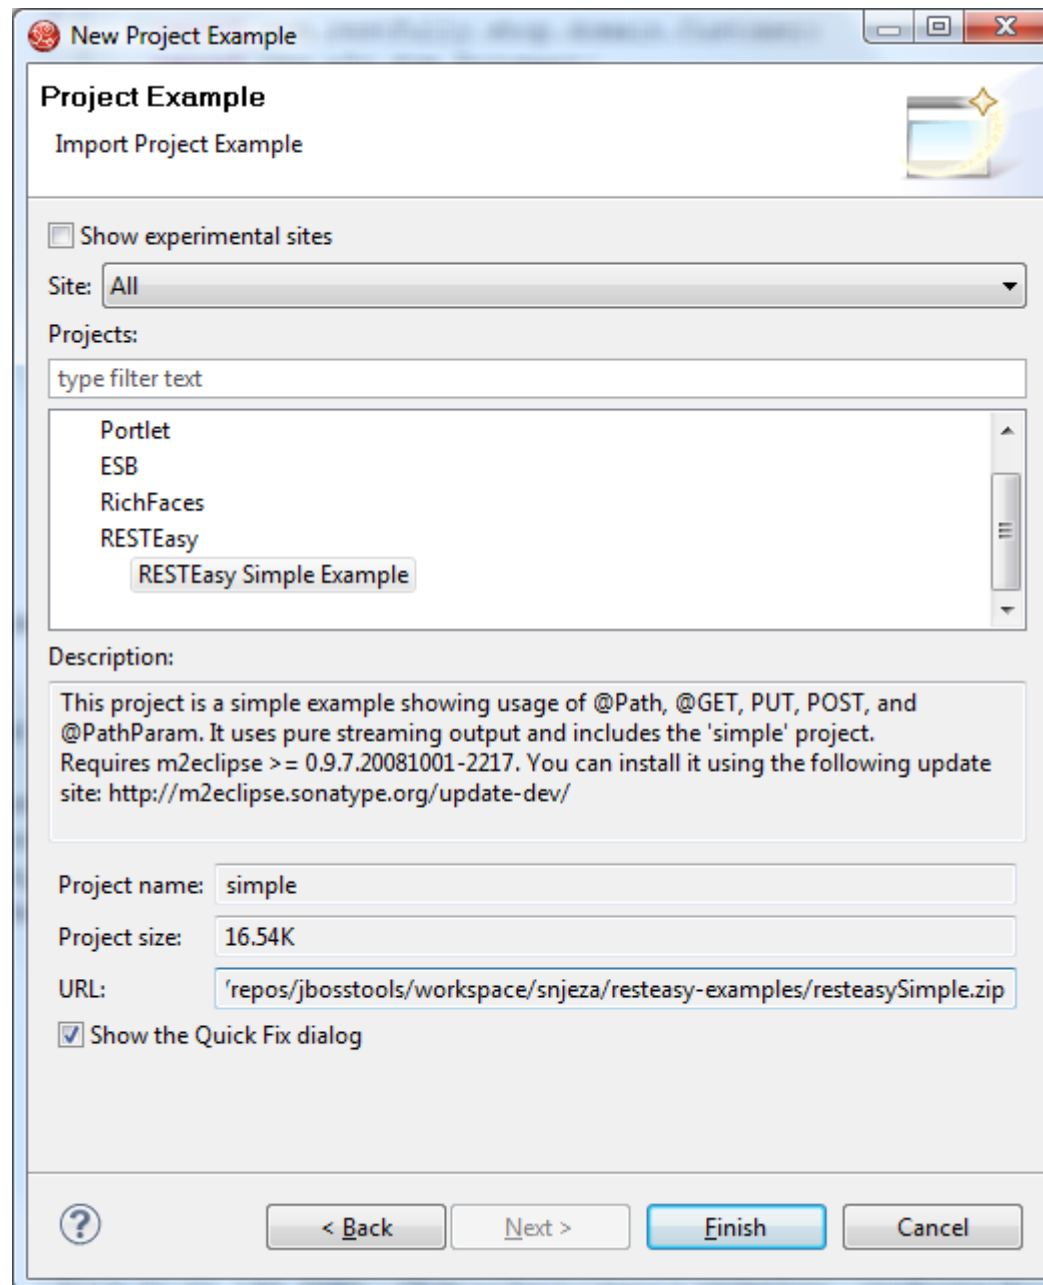 New Project Example
Project Example
Import Project Example
Show experimental sites
Site: All
Projects:
type filter text
Portlet
ESB
RichFaces
RESTEasy
RESTEasy Simple Example
Description:
This project is a simple example showing usage of @Path, @GET, PUT, POST, and
@PathParam. It uses pure streaming output and includes the 'simple' project.
Requires m2eclipse >= 0.9.7.20081001-2217. You can install it using the following update
site: http://m2eclipse.sonatype.org/update-dev/
Project name: simple
Project size: 16.54K
URL: /repos/jbosstools/workspace/snjeza/resteasy-examples/resteasySimple.zip
Show the Quick Fix dialog
< Back Next > Finish Cancel